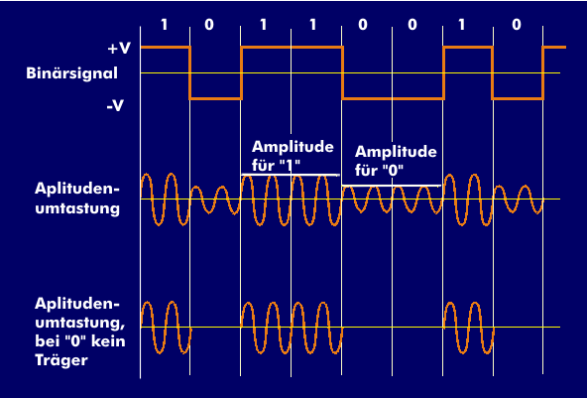 1 0 1 1 0 0 1 0
+V
Binärsignal
-V
Amplitude
für "1"
Amplitude
für "0"
Aplituden-
umtastung
Aplituden-
umtastung,
bei "0" kein
Träger